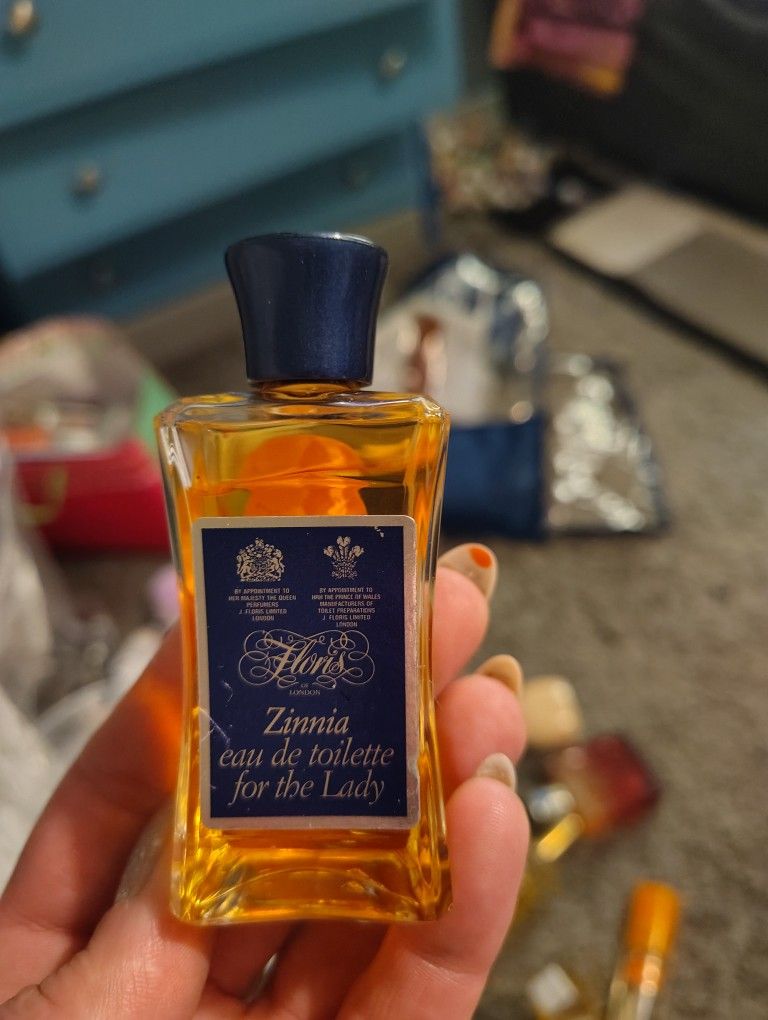 BY APPOINTMENT TO
HER MAJESTY THE QUEEN
PERFUMERS
J. FLORIS LIMITED
LONDON
BY APPOINTMENT TO
HRH THE PRINCE OF WALES
MANUFACTURERS OF
TOILET PREPARATIONS
J. FLORIS LIMITED
LONDON
Floris
OF
LONDON
Zinnia
eau de toilette
for the Lady